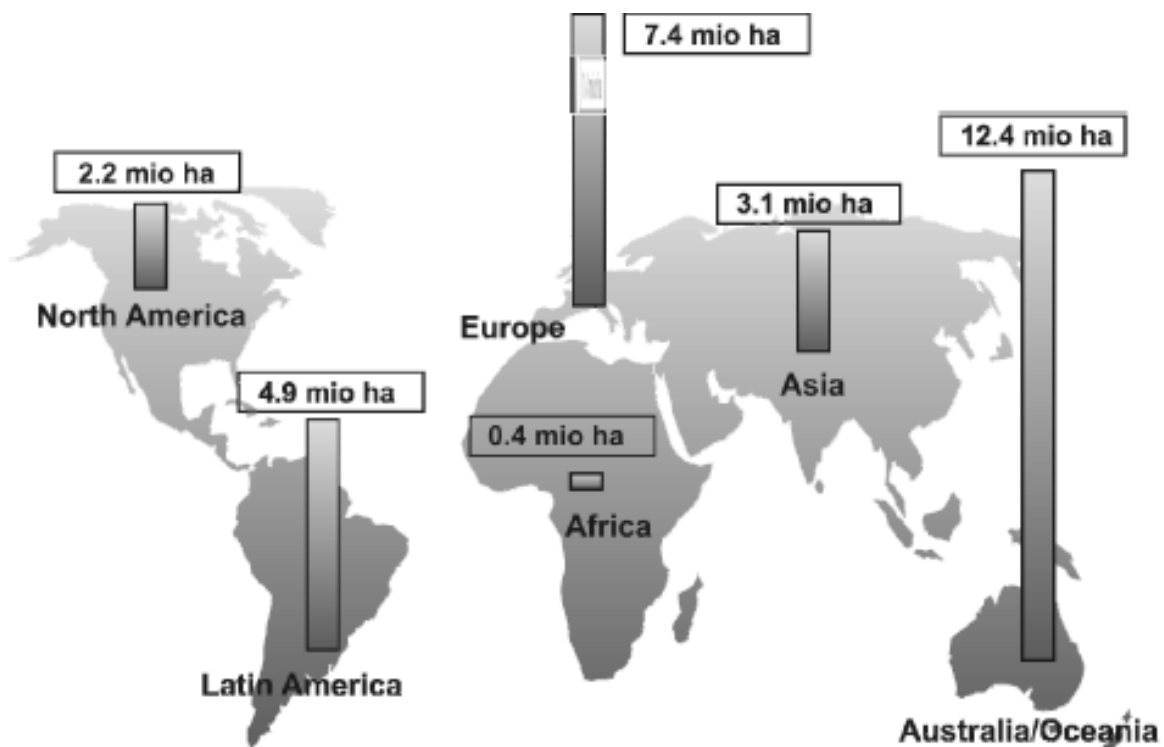 7.4 mio ha
12.4 mio ha
2.2 mio ha
3.1 mio ha
North America
Europe
Asia
4.9 mio ha
0.4 mio ha
Africa
Latin America
Australia/Oceania